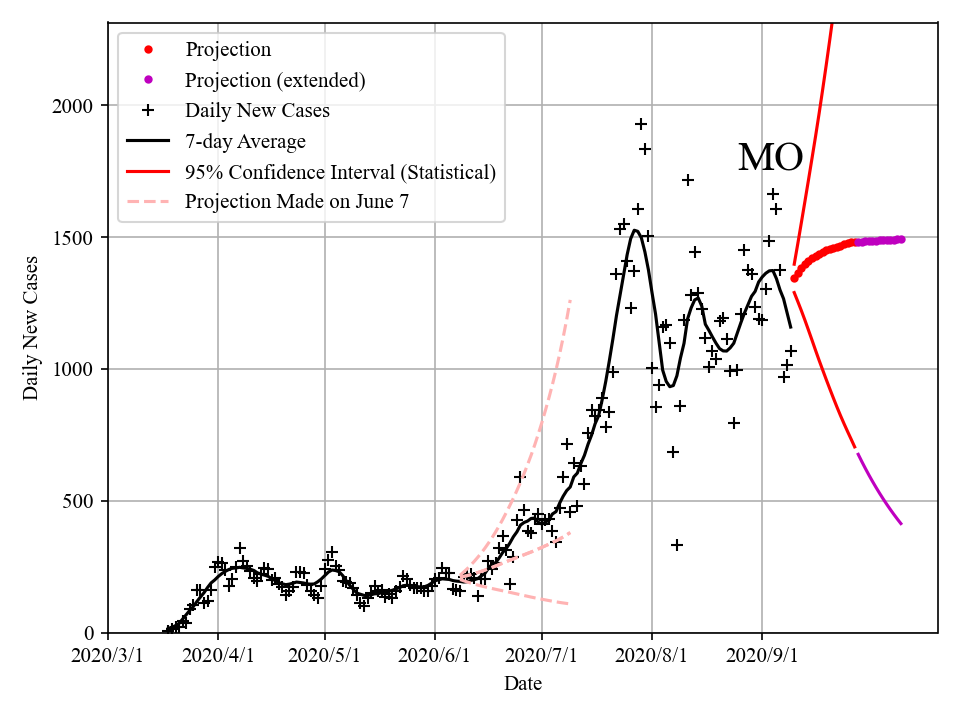 Projection
Projection (extended)
Daily New Cases
7-day Average
95% Confidence Interval (Statistical)
Projection Made on June 7
MO
2000
1500
1000
500
0
Daily New Cases
2020/3/1 2020/4/1 2020/5/1 2020/6/1 2020/7/1 2020/8/1 2020/9/1
Date